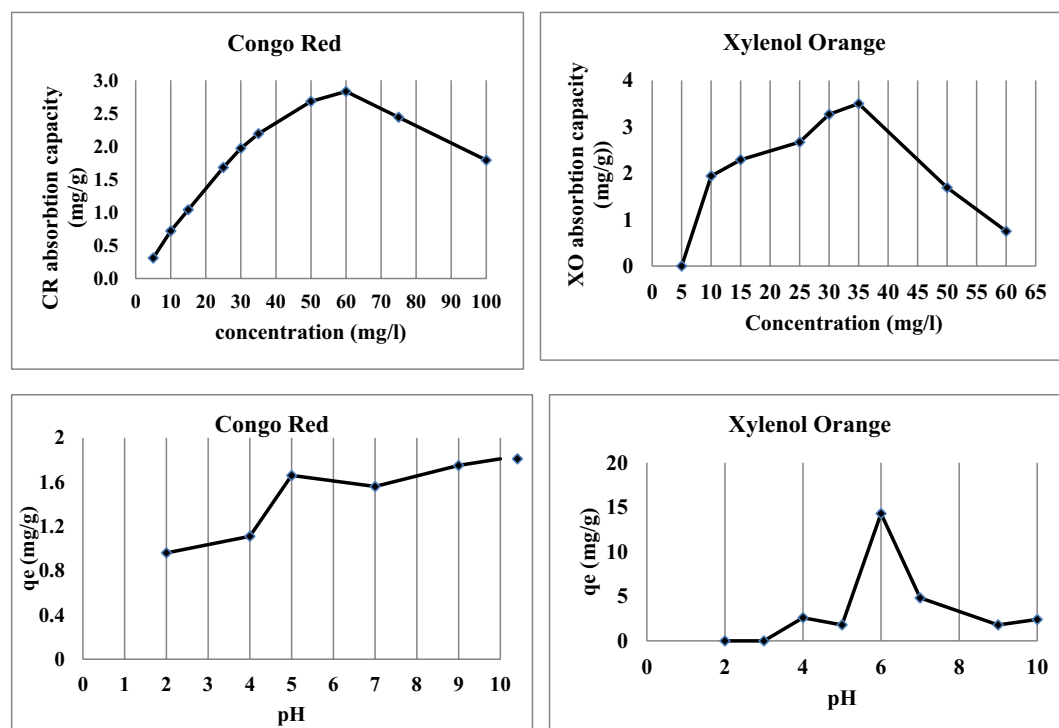 Congo Red
CR absorbtion capacity
(mg/g)
3.0
2.5
2.0
1.5
1.0
0.5
0.0
0 10 20 30 40 50 60 70 80 90 100
concentration (mg/l)
Xylenol Orange
XO absorbtion capacity
(mg/g))
4
3
2
1
0
0 5 10 15 20 25 30 35 40 45 50 55 60 65
Concentration (mg/l)
Congo Red
qe (mg/g)
2
1.6
1.2
0.8
0.4
0
0 1 2 3 4 5 6 7 8 9 10
pH
Xylenol Orange
qe (mg/g)
20
15
10
5
0
0 2 4 6 8 10
pH